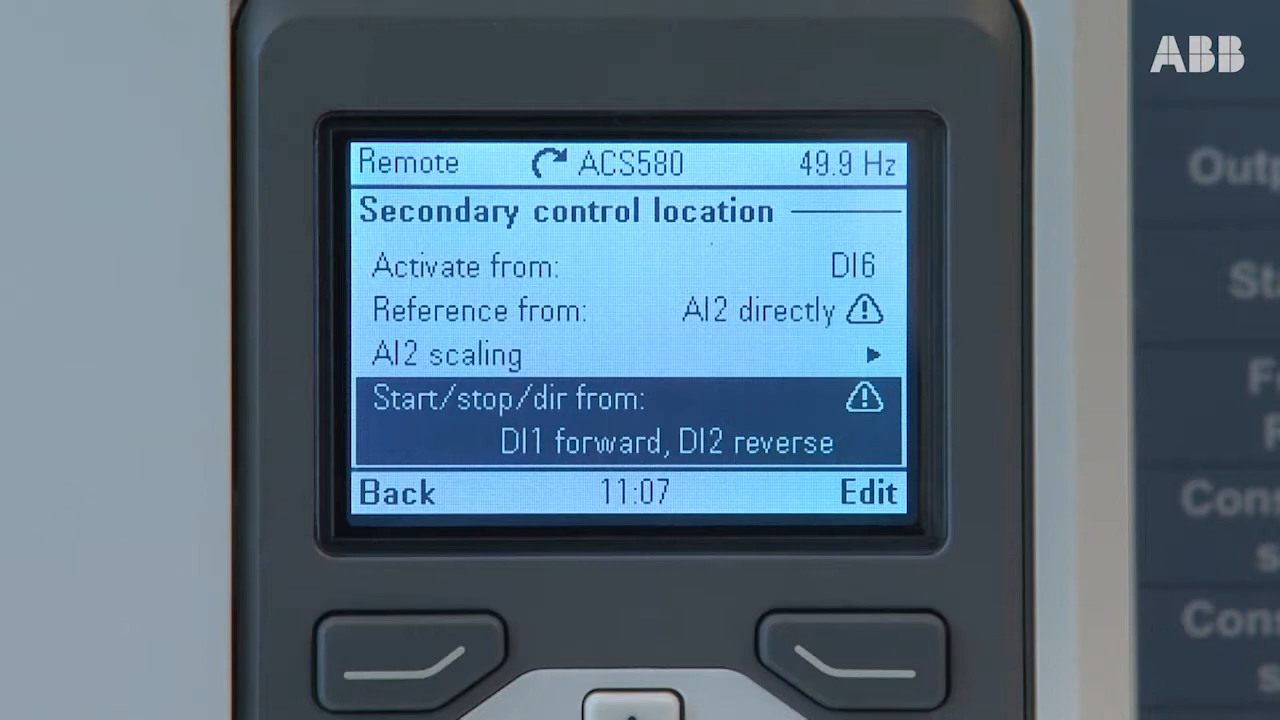 ABB
Remote ACS580 49.9 Hz
Secondary control location
Activate from: DI6
Reference from: AI2 directly
AI2 scaling
Start/stop/dir from:
DI1 forward, DI2 reverse
Back 11:07 Edit